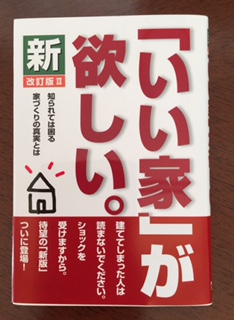 「いい家」が
欲しい。
新
改訂版Ⅱ
知られては困る
家づくりの真実とは
建ててしまった人は
読まないでください。
ショックを
受けますから。
待望の「新版」
ついに登場!